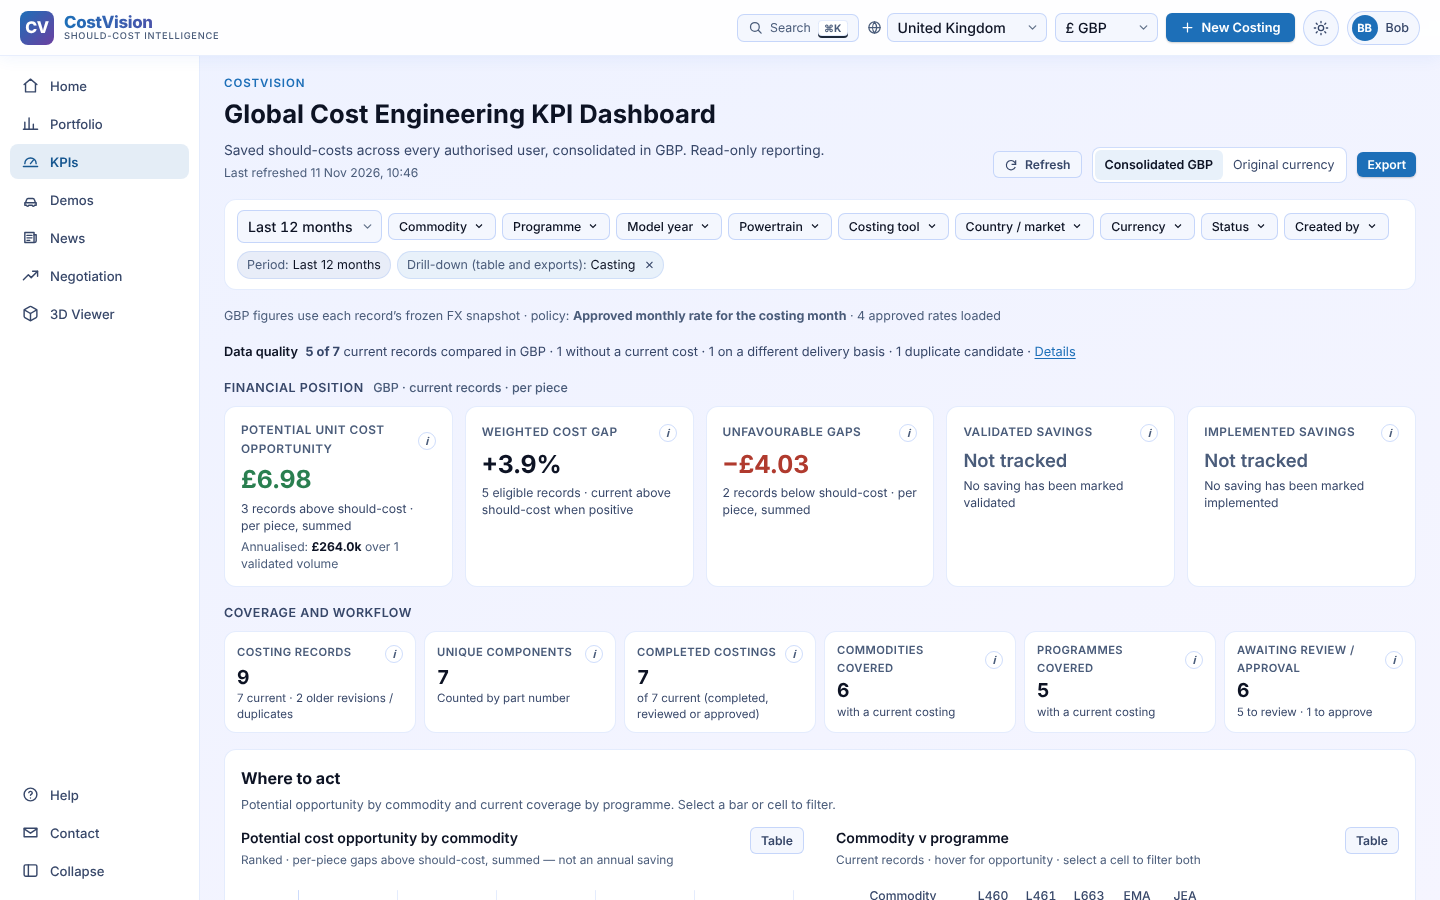 CV
CostVision
SHOULD-COST INTELLIGENCE
Search ⌘K
United Kingdom
£ GBP
+ New Costing
BB
Bob
Home
Portfolio
KPIs
Demos
News
Negotiation
3D Viewer
Help
Contact
Collapse
COSTVISION
Global Cost Engineering KPI Dashboard
Saved should-costs across every authorised user, consolidated in GBP. Read-only reporting.
Last refreshed 11 Nov 2026, 10:46
Refresh
Consolidated GBP
Original currency
Export
Last 12 months
Commodity
Programme
Model year
Powertrain
Costing tool
Country / market
Currency
Status
Created by
Period: Last 12 months
Drill-down (table and exports): Casting ×
GBP figures use each record’s frozen FX snapshot · policy: Approved monthly rate for the costing month · 4 approved rates loaded
Data quality 5 of 7 current records compared in GBP · 1 without a current cost · 1 on a different delivery basis · 1 duplicate candidate · Details
FINANCIAL POSITION GBP · current records · per piece
POTENTIAL UNIT COST
OPPORTUNITY
i
£6.98
3 records above should-cost ·
per piece, summed
Annualised: £264.0k over 1
validated volume
WEIGHTED COST GAP
i
+3.9%
5 eligible records · current above
should-cost when positive
UNFAVOURABLE GAPS
i
−£4.03
2 records below should-cost · per
piece, summed
VALIDATED SAVINGS
i
Not tracked
No saving has been marked
validated
IMPLEMENTED SAVINGS
i
Not tracked
No saving has been marked
implemented
COVERAGE AND WORKFLOW
COSTING RECORDS
i
9
7 current · 2 older revisions /
duplicates
UNIQUE COMPONENTS
i
7
Counted by part number
COMPLETED COSTINGS
i
7
of 7 current (completed,
reviewed or approved)
COMMODITIES
COVERED
i
6
with a current costing
PROGRAMMES
COVERED
i
5
with a current costing
AWAITING REVIEW /
APPROVAL
i
6
5 to review · 1 to approve
Where to act
Potential opportunity by commodity and current coverage by programme. Select a bar or cell to filter.
Potential cost opportunity by commodity
Table
Ranked · per-piece gaps above should-cost, summed — not an annual saving
Commodity v programme
Table
Current records · hover for opportunity · select a cell to filter both
Commodity L460 L461 L663 EMA JEA